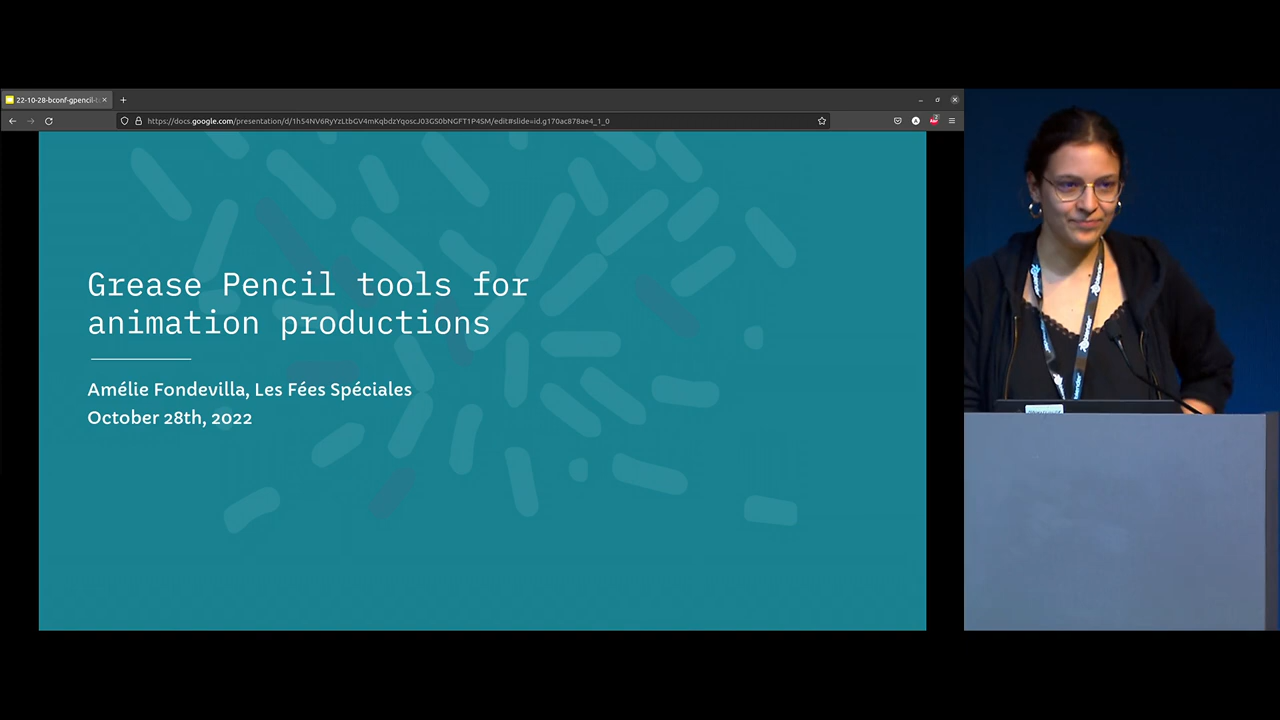 22-10-28-bconf-gpencil-t
https://docs.google.com/presentation/d/1h54NV6RyYzLtbGV4mKqbdzYqoscJ03GS0bNGFT1P4SM/edit#slide=id.g170ac878ae4_1_0
Grease Pencil tools for
animation productions
Amélie Fondevilla, Les Fées Spéciales
October 28th, 2022